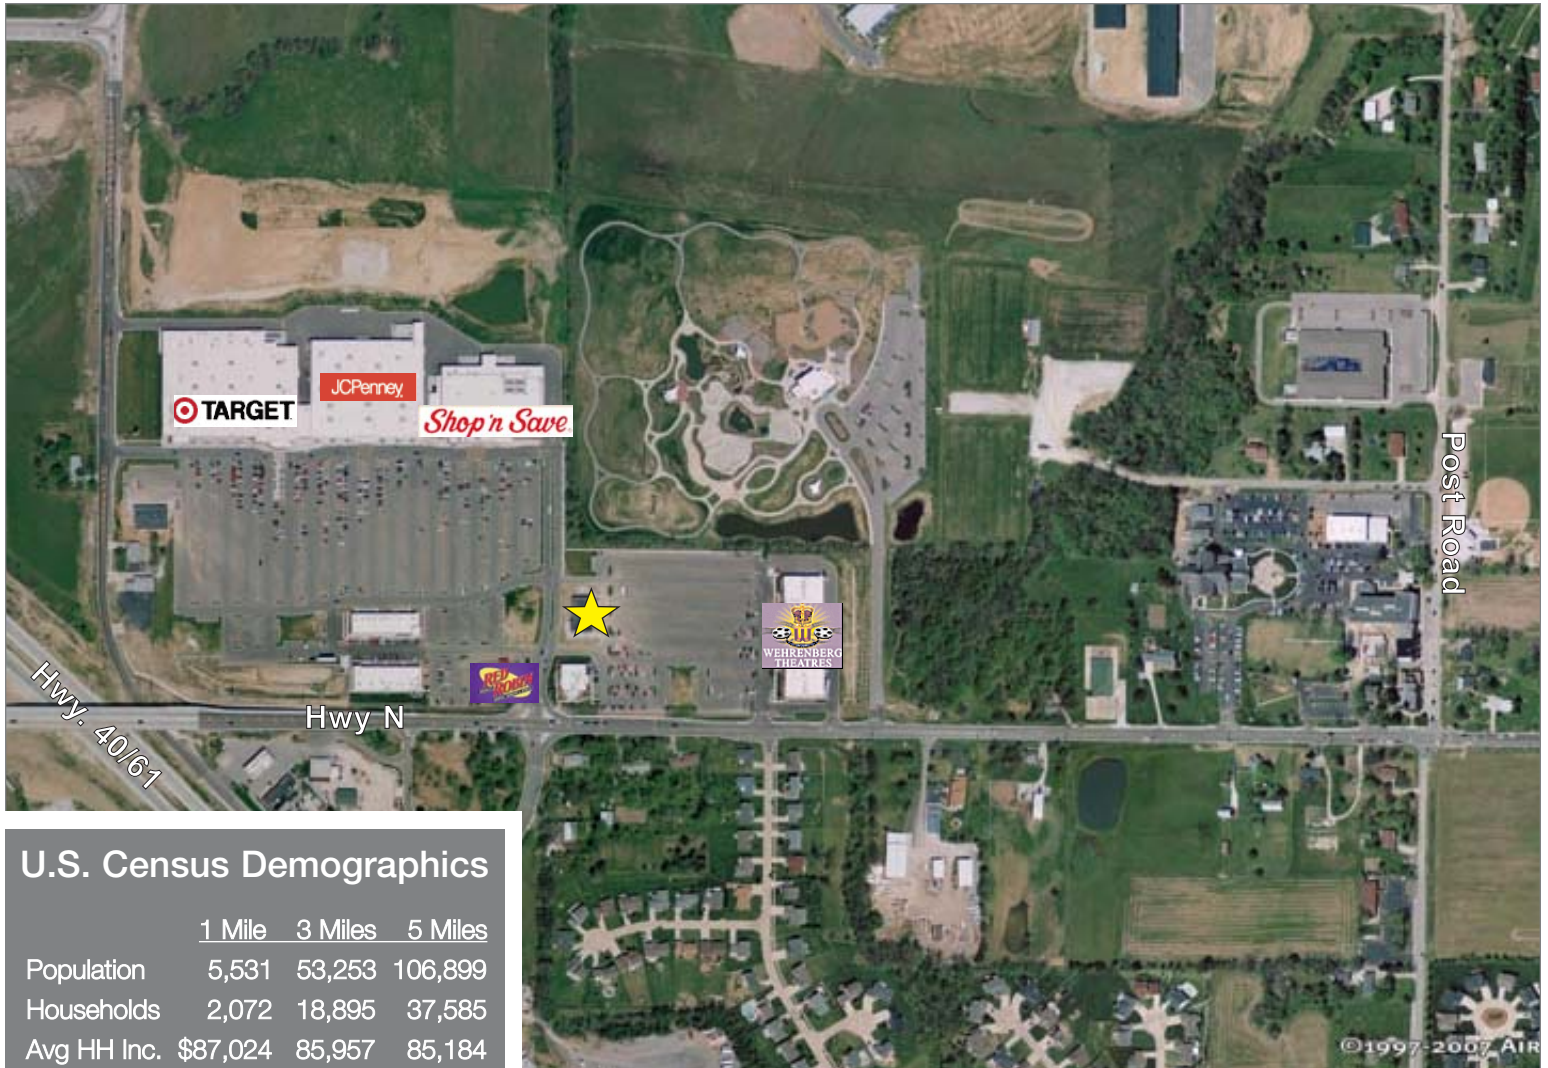 TARGET
JCPenney
Shop'n Save
Post Road
WEHRENBERG
THEATRES
RED
ROBIN
Hwy N
Hwy. 40/61
U.S. Census Demographics
1 Mile 3 Miles 5 Miles
Population 5,531 53,253 106,899
Households 2,072 18,895 37,585
Avg HH Inc. $87,024 85,957 85,184
©1997-2007 AIR